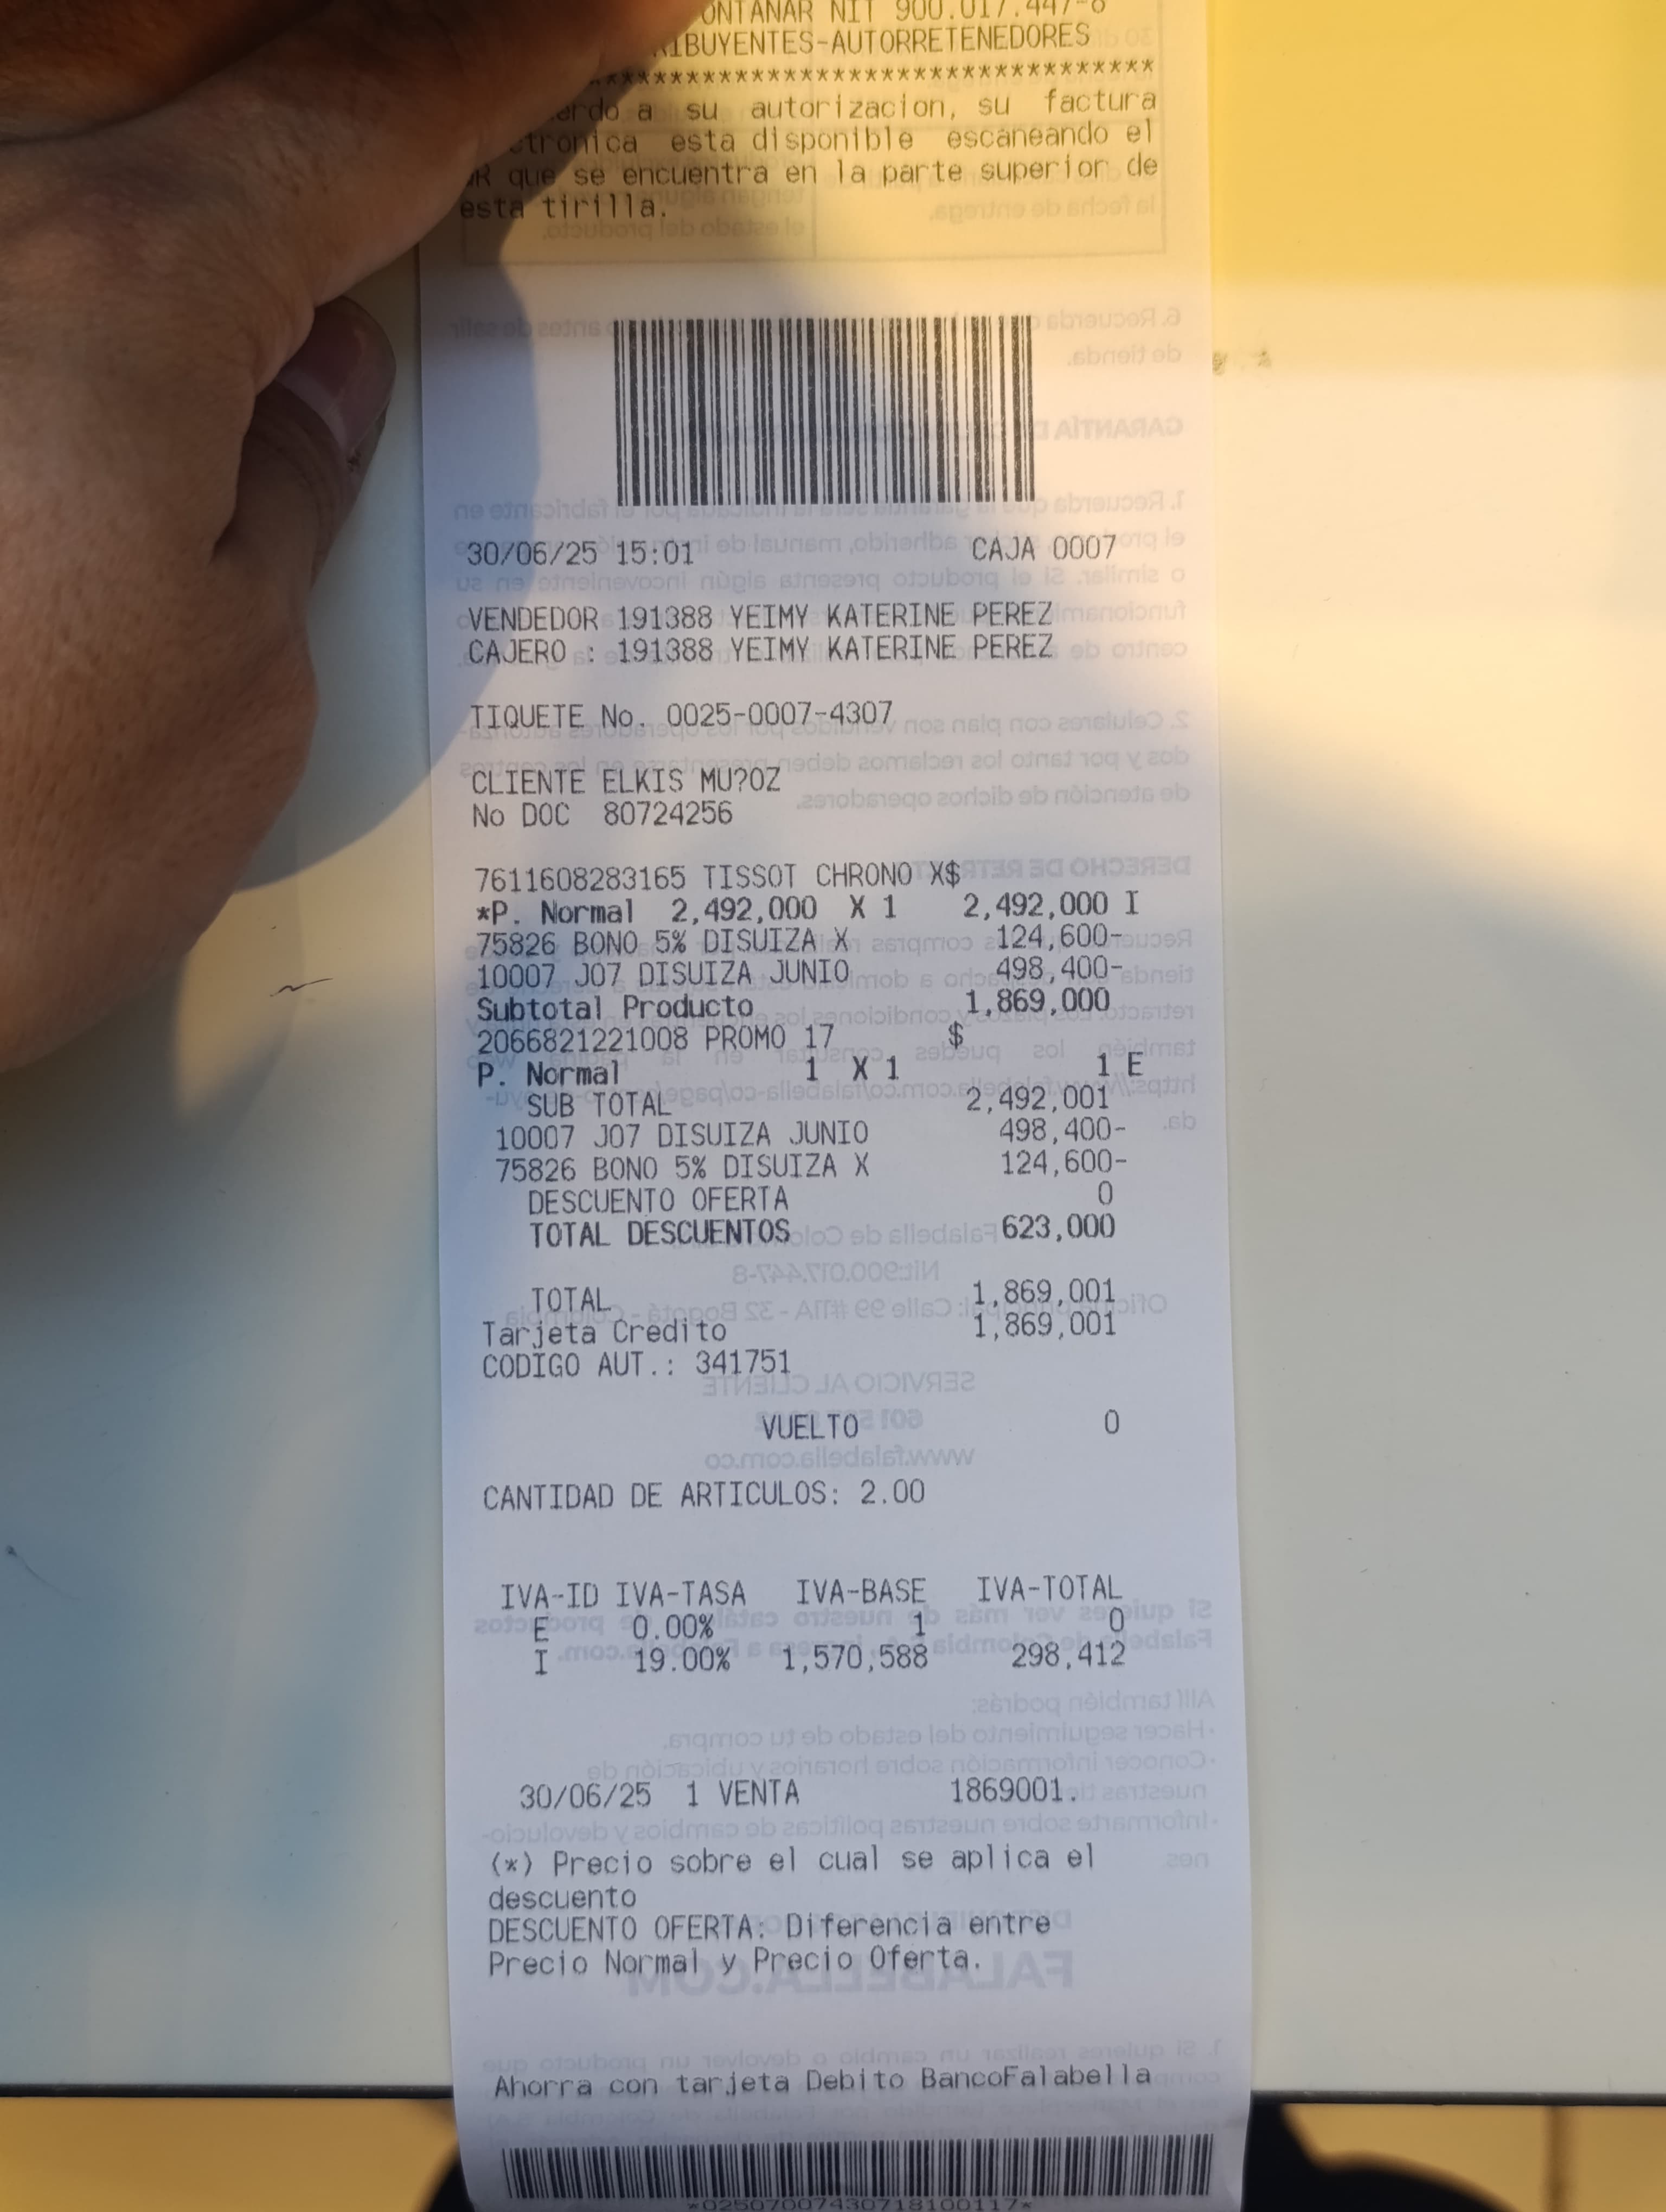 ONTANAR NIT 900.017.447-8
IBUYENTES-AUTORRETENEDORES
**********************************
a su autorizacion, su factura
esta disponible escaneando el
que se encuentra en la parte superior de
esta tirilla.
30/06/25 15:01 CAJA 0007
VENDEDOR 191388 YEIMY KATERINE PEREZ
CAJERO : 191388 YEIMY KATERINE PEREZ
TIQUETE No. 0025-0007-4307
CLIENTE ELKIS MU?OZ
No DOC 80724256
7611608283165 TISSOT CHRONO X$
*P. Normal 2,492,000 X 1 2,492,000 I
75826 BONO 5% DISUIZA X 124,600-
10007 J07 DISUIZA JUNIO 498,400-
Subtotal Producto 1,869,000
2066821221008 PROMO 17 $
P. Normal 1 X 1 1 E
SUB TOTAL 2,492,001
10007 J07 DISUIZA JUNIO 498,400-
75826 BONO 5% DISUIZA X 124,600-
DESCUENTO OFERTA 0
TOTAL DESCUENTOS 623,000
TOTAL 1,869,001
Tarjeta Credito 1,869,001
CODIGO AUT.: 341751
VUELTO 0
CANTIDAD DE ARTICULOS: 2.00
IVA-ID IVA-TASA IVA-BASE IVA-TOTAL
E 0.00% 1 0
I 19.00% 1,570,588 298,412
30/06/25 1 VENTA 1869001.
(*) Precio sobre el cual se aplica el
descuento
DESCUENTO OFERTA: Diferencia entre
Precio Normal y Precio Oferta.
Ahorra con tarjeta Debito BancoFalabella
*025070074307181001​17*